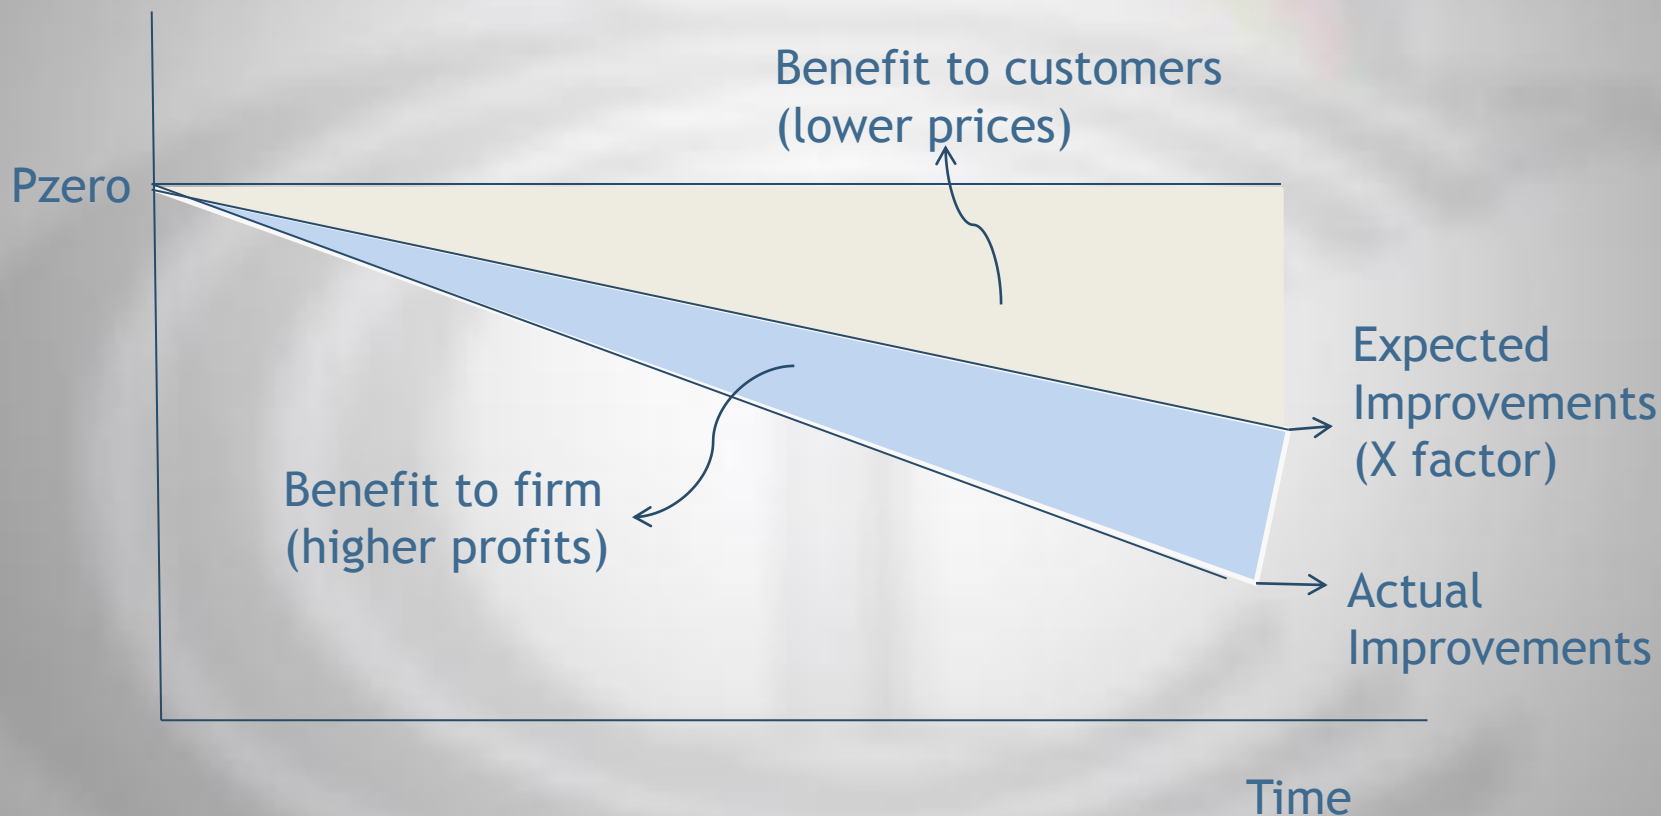 Benefit to customers
(lower prices)
Pzero
Expected
Improvements
(X factor)
Benefit to firm
(higher profits)
Actual
Improvements
Time